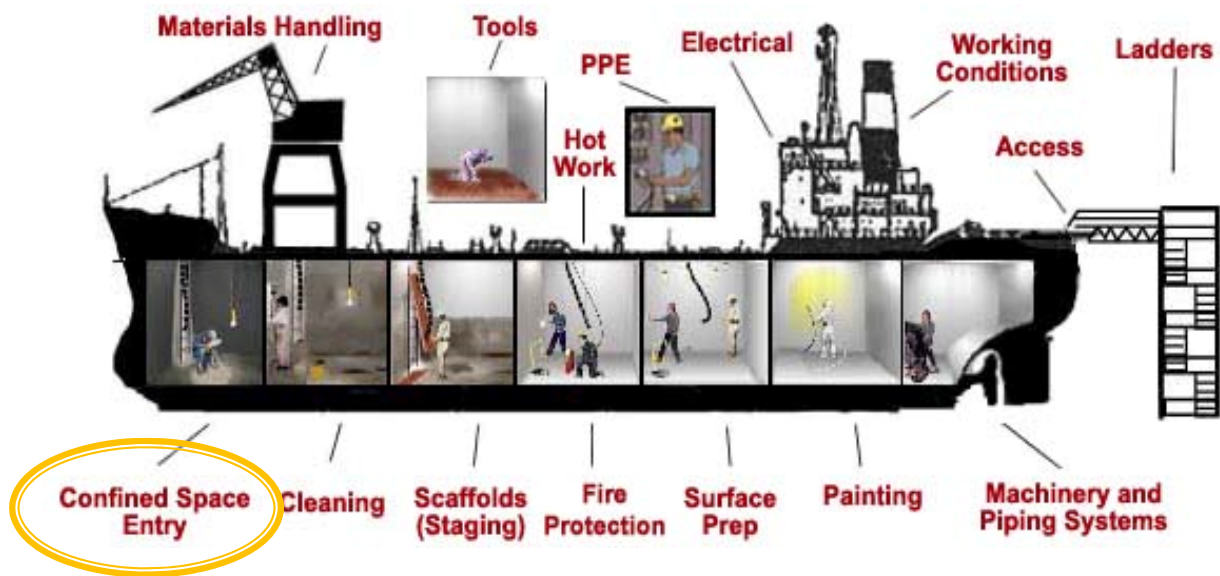 Materials Handling
Tools
PPE
Electrical
Working
Conditions
Ladders
Hot
Work
Access
Confined Space
Entry
Cleaning
Scaffolds
(Staging)
Fire
Protection
Surface
Prep
Painting
Machinery and
Piping Systems